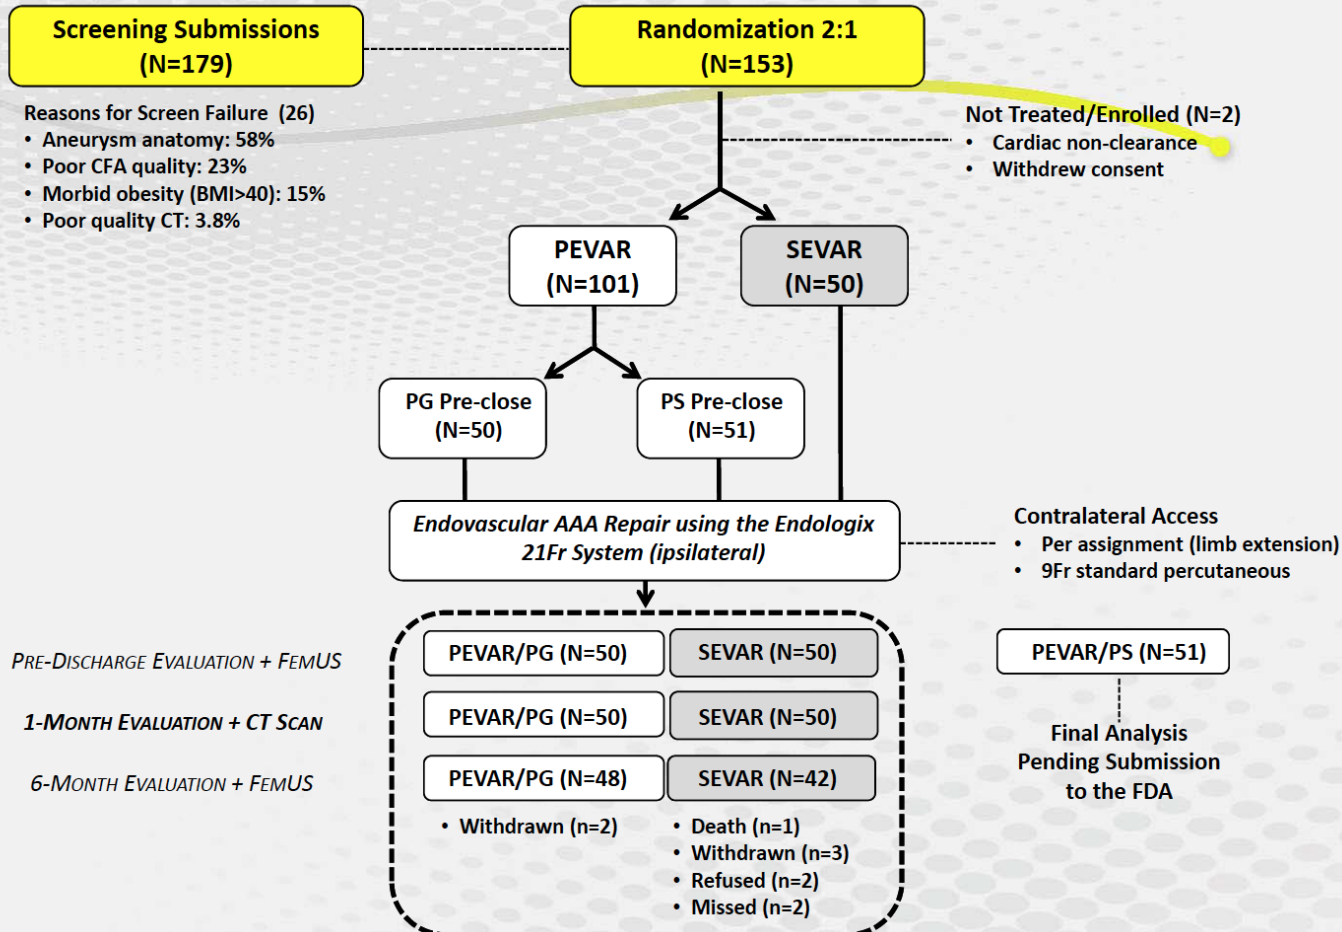 Screening Submissions
(N=179)
Randomization 2:1
(N=153)
Reasons for Screen Failure (26)
• Aneurysm anatomy: 58%
• Poor CFA quality: 23%
• Morbid obesity (BMI>40): 15%
• Poor quality CT: 3.8%
Not Treated/Enrolled (N=2)
• Cardiac non-clearance
• Withdrew consent
PEVAR
(N=101)
SEVAR
(N=50)
PG Pre-close
(N=50)
PS Pre-close
(N=51)
Endovascular AAA Repair using the Endologix
21Fr System (ipsilateral)
Contralateral Access
• Per assignment (limb extension)
• 9Fr standard percutaneous
PRE-DISCHARGE EVALUATION + FEMUS
PEVAR/PG (N=50)
SEVAR (N=50)
PEVAR/PS (N=51)
1-MONTH EVALUATION + CT SCAN
PEVAR/PG (N=50)
SEVAR (N=50)
Final Analysis
Pending Submission
to the FDA
6-MONTH EVALUATION + FEMUS
PEVAR/PG (N=48)
SEVAR (N=42)
• Withdrawn (n=2)
• Death (n=1)
• Withdrawn (n=3)
• Refused (n=2)
• Missed (n=2)